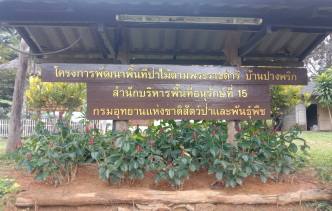 โครงการพัฒนาพื้นที่ป่าไม้ตามพระราชดำริ บ้านปางพริก
สำนักบริหารพื้นที่อนุรักษ์ที่ 15
กรมอุทยานแห่งชาติสัตว์ป่าและพันธุ์พืช